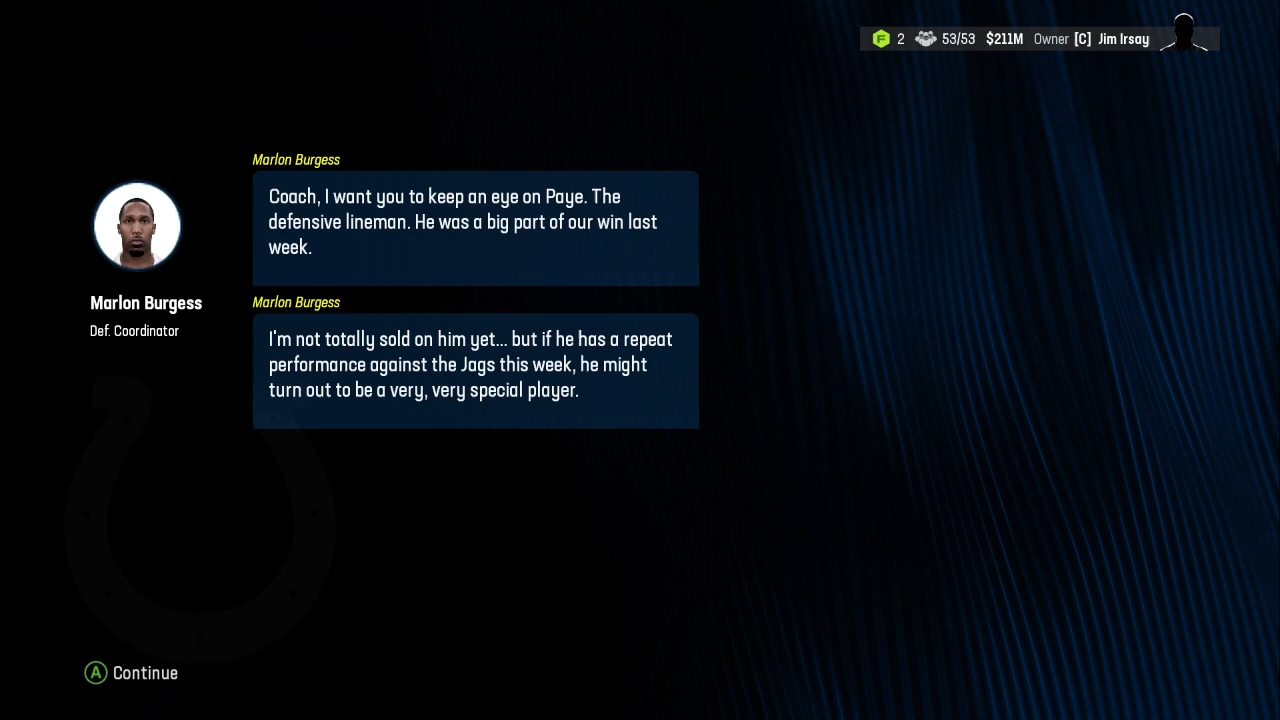 F 2 53/53 $211M Owner [C] Jim Irsay
Marlon Burgess
Coach, I want you to keep an eye on Paye. The
defensive lineman. He was a big part of our win last
week.
Marlon Burgess
Def. Coordinator
Marlon Burgess
I'm not totally sold on him yet... but if he has a repeat
performance against the Jags this week, he might
turn out to be a very, very special player.
A Continue